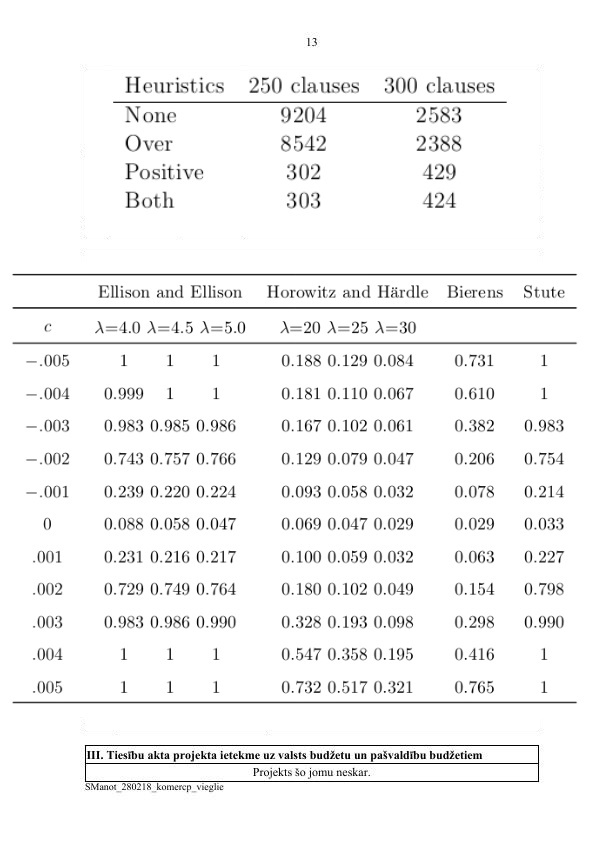 13
Heuristics 250 clauses 300 clauses
None 9204 2583
Over 8542 2388
Positive 302 429
Both 303 424
Ellison and Ellison Horowitz and Härdle Bierens Stute
c λ=4.0 λ=4.5 λ=5.0 λ=20 λ=25 λ=30
−.005 1 1 1 0.188 0.129 0.084 0.731 1
−.004 0.999 1 1 0.181 0.110 0.067 0.610 1
−.003 0.983 0.985 0.986 0.167 0.102 0.061 0.382 0.983
−.002 0.743 0.757 0.766 0.129 0.079 0.047 0.206 0.754
−.001 0.239 0.220 0.224 0.093 0.058 0.032 0.078 0.214
0 0.088 0.058 0.047 0.069 0.047 0.029 0.029 0.033
.001 0.231 0.216 0.217 0.100 0.059 0.032 0.063 0.227
.002 0.729 0.749 0.764 0.180 0.102 0.049 0.154 0.798
.003 0.983 0.986 0.990 0.328 0.193 0.098 0.298 0.990
.004 1 1 1 0.547 0.358 0.195 0.416 1
.005 1 1 1 0.732 0.517 0.321 0.765 1
III. Tiesību akta projekta ietekme uz valsts budžetu un pašvaldību budžetiem
Projekts šo jomu neskar.
SManot_280218_komercp_vieglie